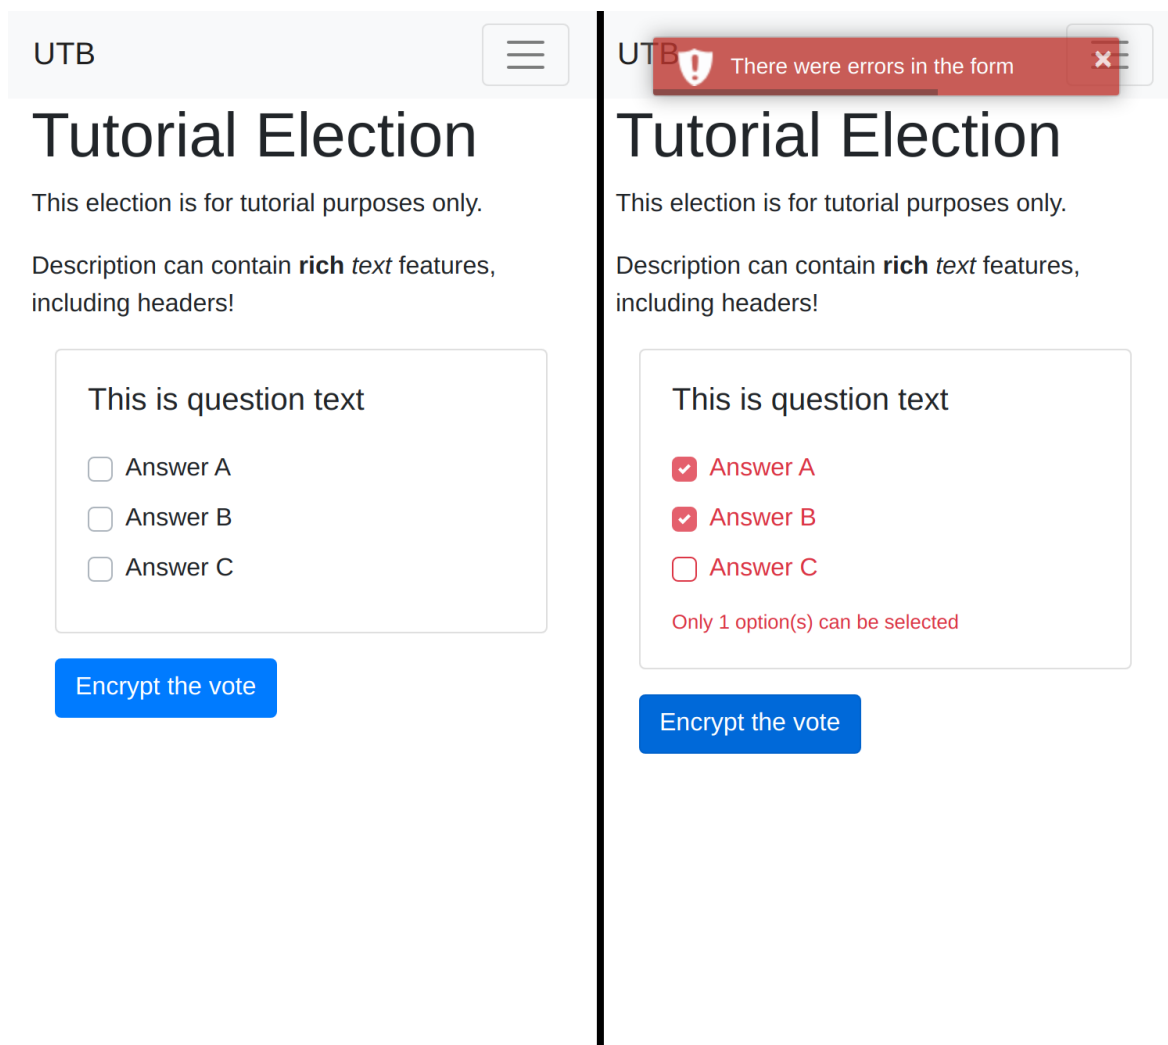 UTB
Tutorial Election
This election is for tutorial purposes only.
Description can contain rich text features,
including headers!
This is question text
Answer A
Answer B
Answer C
Encrypt the vote
UTB
There were errors in the form
Tutorial Election
This election is for tutorial purposes only.
Description can contain rich text features,
including headers!
This is question text
Answer A
Answer B
Answer C
Only 1 option(s) can be selected
Encrypt the vote